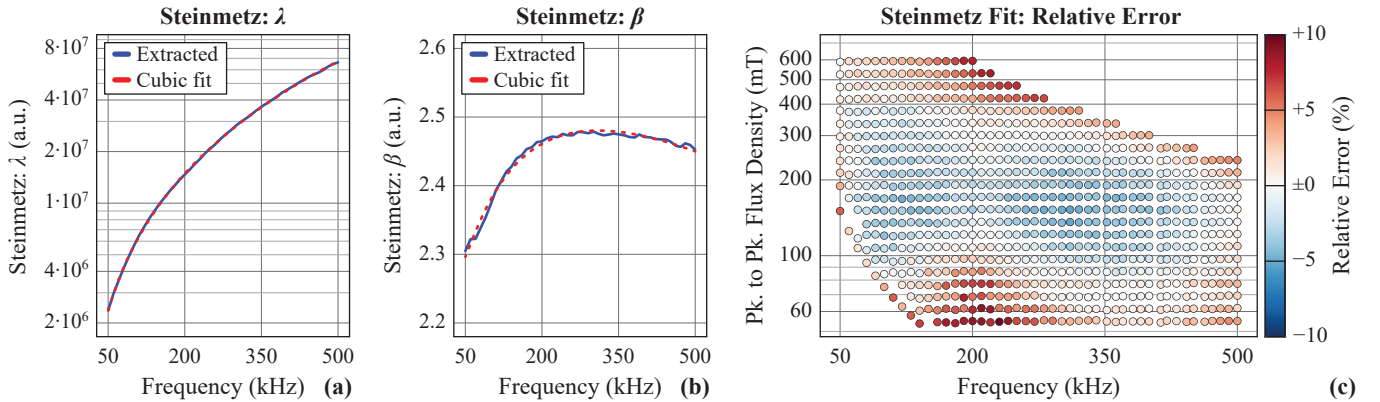 Steinmetz: λ
Steinmetz: λ (a.u.)
8·10⁷
4·10⁷
2·10⁷
1·10⁷
4·10⁶
2·10⁶
Extracted
Cubic fit
50
200
350
500
Frequency (kHz)
(a)
Steinmetz: β
Steinmetz: β (a.u.)
2.6
2.5
2.4
2.3
2.2
Extracted
Cubic fit
50
200
350
500
Frequency (kHz)
(b)
Steinmetz Fit: Relative Error
Pk. to Pk. Flux Density (mT)
600
500
400
300
200
100
60
50
200
350
500
Frequency (kHz)
+10
+5
±0
−5
−10
Relative Error (%)
(c)